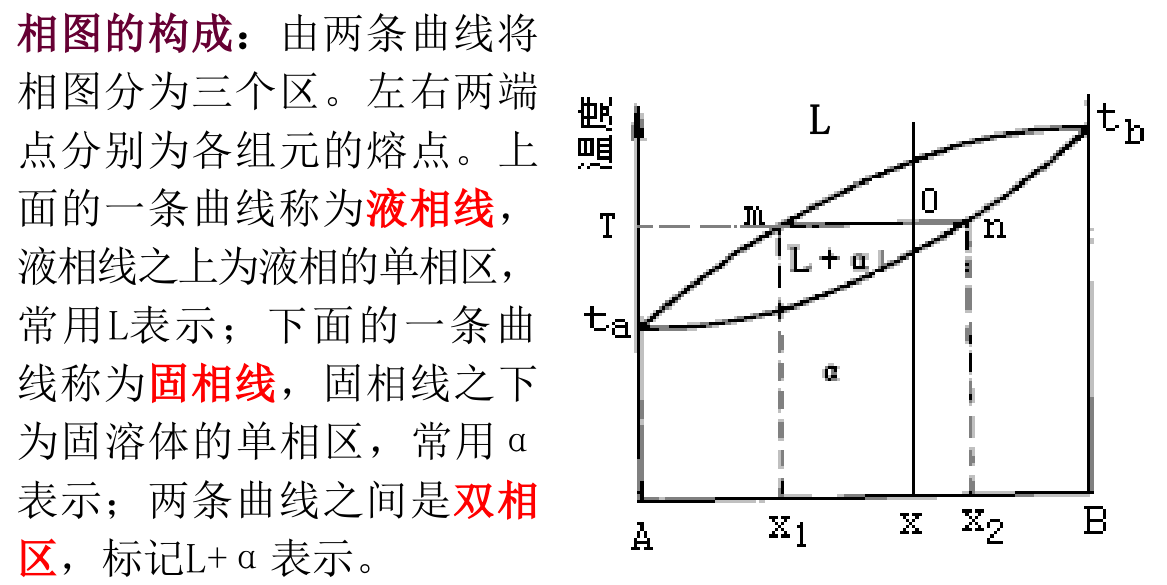 相图的构成：由两条曲线将
相图分为三个区。左右两端
点分别为各组元的熔点。上
面的一条曲线称为液相线，
液相线之上为液相的单相区，
常用L表示；下面的一条曲
线称为固相线，固相线之下
为固溶体的单相区，常用α
表示；两条曲线之间是双相
区，标记L+α表示。
温度
L
tb
m
O
T
n
L+α
ta
α
A
x1
x
x2
B